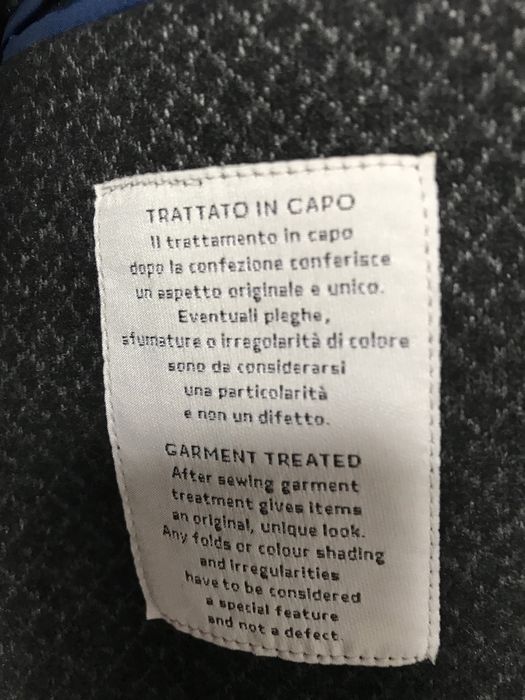 TRATTATO IN CAPO
Il trattamento in capo
dopo la confezione conferisce
un aspetto originale e unico.
Eventuali pieghe,
sfumature o irregolarità di colore
sono da considerarsi
una particolarità
e non un difetto.
GARMENT TREATED
After sewing garment
treatment gives items
an original, unique look.
Any folds or colour shading
and irregularities
have to be considered
a special feature
and not a defect.